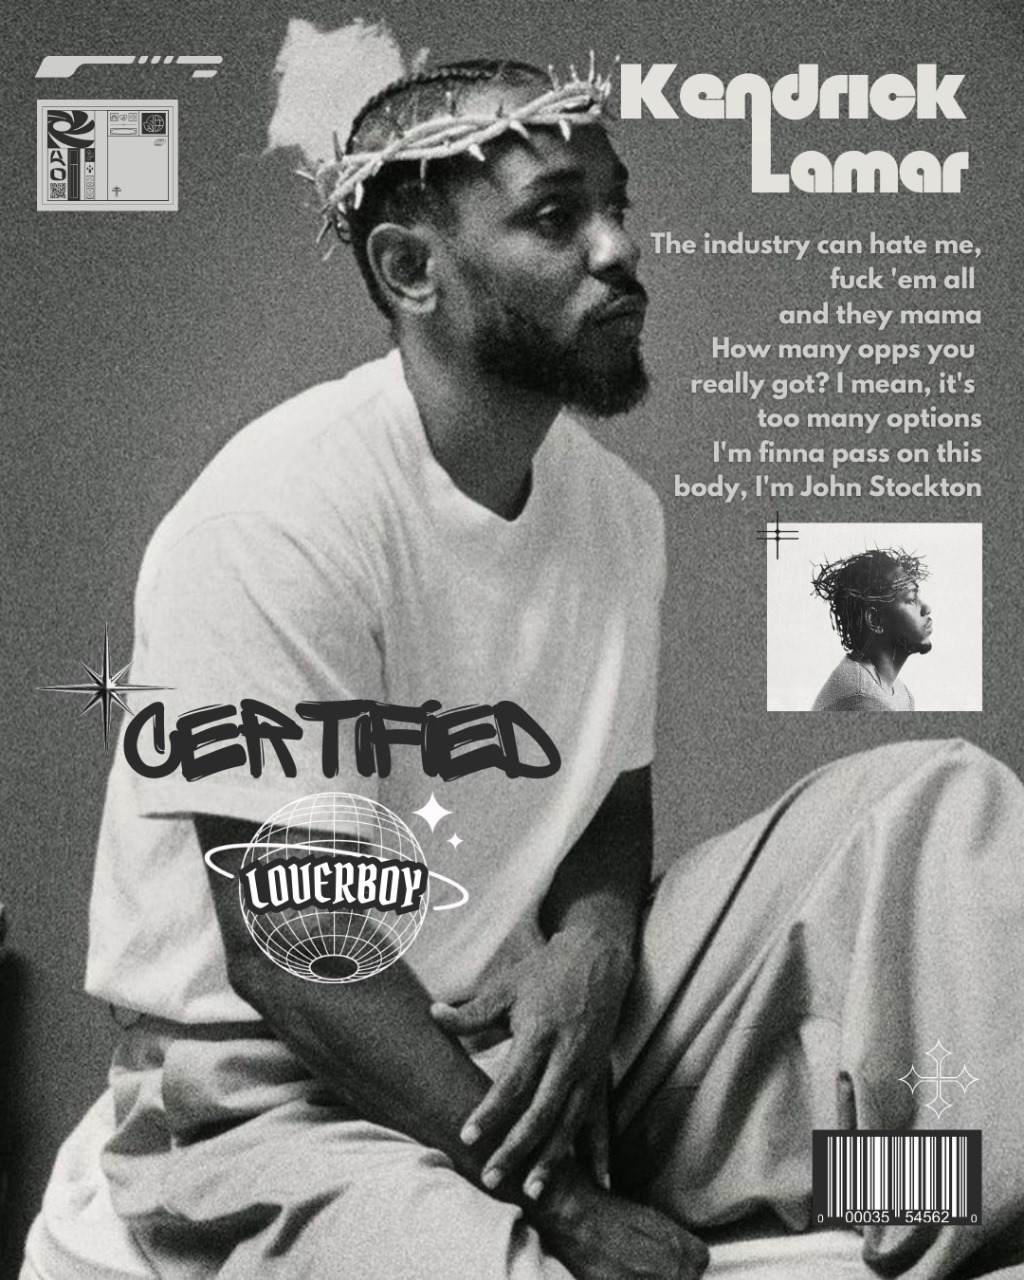 Kendrick
Lamar
The industry can hate me,
fuck 'em all
and they mama
How many opps you
really got? I mean, it's
too many options
I'm finna pass on this
body, I'm John Stockton
CERTIFIED
LOVERBOY
0 00035 54562 0